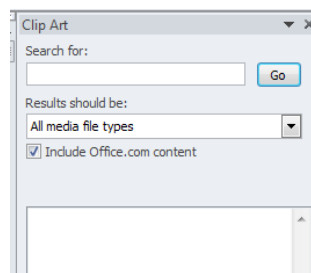 Clip Art
Search for:
Go
Results should be:
All media file types
Include Office.com content